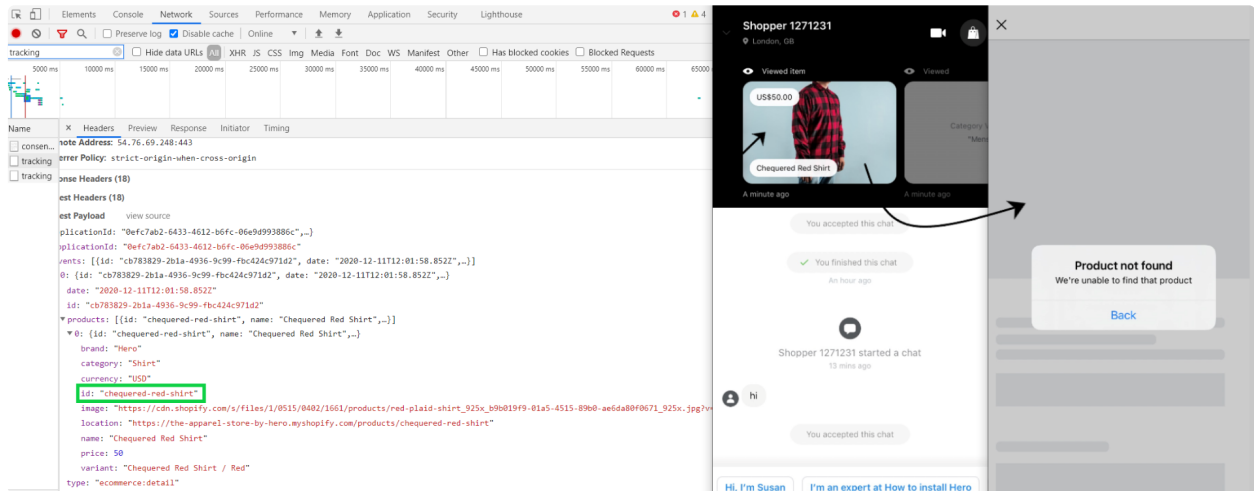 Elements Console Network Sources Performance Memory Application Security Lighthouse 1 4
Preserve log Disable cache Online
tracking Hide data URLs All XHR JS CSS Img Media Font Doc WS Manifest Other Has blocked cookies Blocked Requests
5000 ms 10000 ms 15000 ms 20000 ms 25000 ms 30000 ms 35000 ms 40000 ms 45000 ms 50000 ms 55000 ms 60000 ms 65000
Name × Headers Preview Response Initiator Timing
consen...
tracking
tracking
note Address: 54.76.69.248:443
errer Policy: strict-origin-when-cross-origin
onse Headers (18)
est Headers (18)
est Payload view source
plicationId: "0efc7ab2-6433-4612-b6fc-06e9d993886c",…}
pplicationId: "0efc7ab2-6433-4612-b6fc-06e9d993886c"
vents: [{id: "cb783829-2b1a-4936-9c99-fbc424c971d2", date: "2020-12-11T12:01:58.852Z",…}]
0: {id: "cb783829-2b1a-4936-9c99-fbc424c971d2", date: "2020-12-11T12:01:58.852Z",…}
date: "2020-12-11T12:01:58.852Z"
id: "cb783829-2b1a-4936-9c99-fbc424c971d2"
products: [{id: "chequered-red-shirt", name: "Chequered Red Shirt",…}]
0: {id: "chequered-red-shirt", name: "Chequered Red Shirt",…}
brand: "Hero"
category: "Shirt"
currency: "USD"
id: "chequered-red-shirt"
image: "https://cdn.shopify.com/s/files/1/0515/0402/1661/products/red-plaid-shirt_925x_b9b019f9-01a5-4515-89b0-ae6da80f0671_925x.jpg?v=
location: "https://the-apparel-store-by-hero.myshopify.com/products/chequered-red-shirt"
name: "Chequered Red Shirt"
price: 50
variant: "Chequered Red Shirt / Red"
type: "ecommerce:detail"
Shopper 1271231
London, GB
Viewed item
Viewed
US$50.00
Category
"Mens
Chequered Red Shirt
A minute ago
A minute ago
You accepted this chat
You finished this chat
An hour ago
Shopper 1271231 started a chat
13 mins ago
hi
You accepted this chat
Hi, I'm Susan
I'm an expert at How to install Hero
Product not found
We're unable to find that product
Back